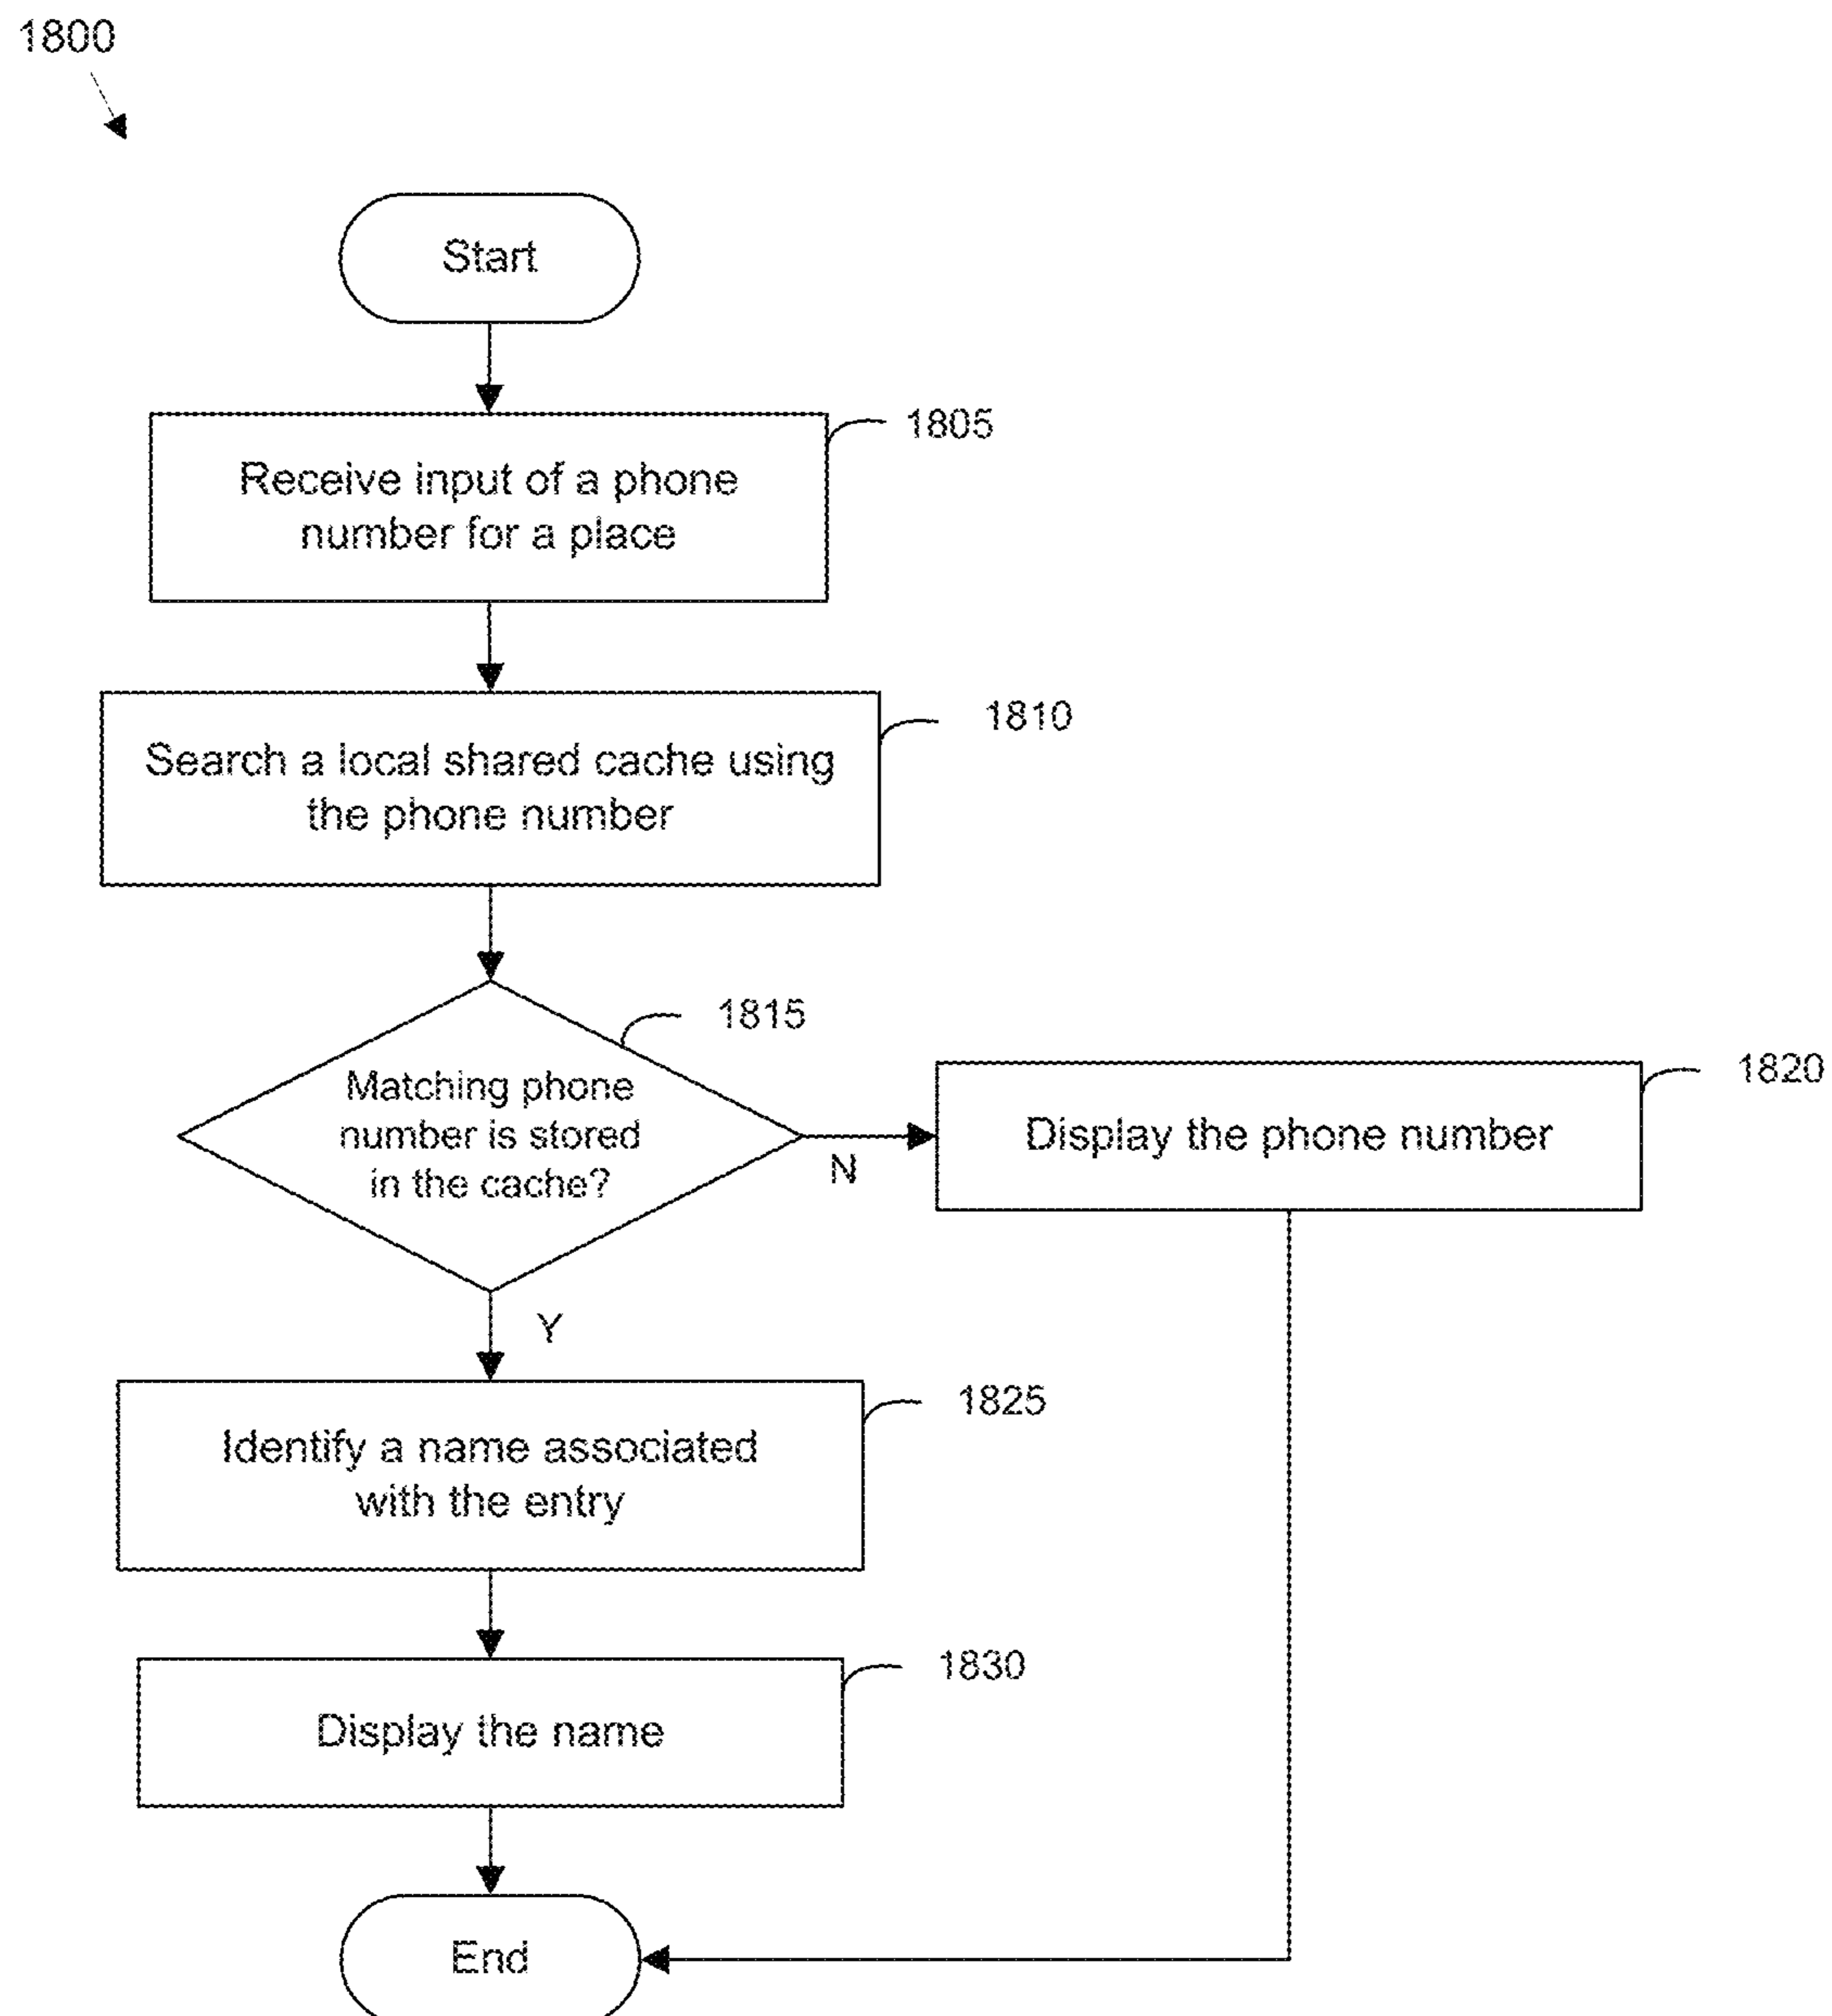 1800
Start
1805
Receive input of a phone
number for a place
1810
Search a local shared cache using
the phone number
1815
Matching phone
number is stored
in the cache?
N
1820
Display the phone number
Y
1825
Identify a name associated
with the entry
1830
Display the name
End